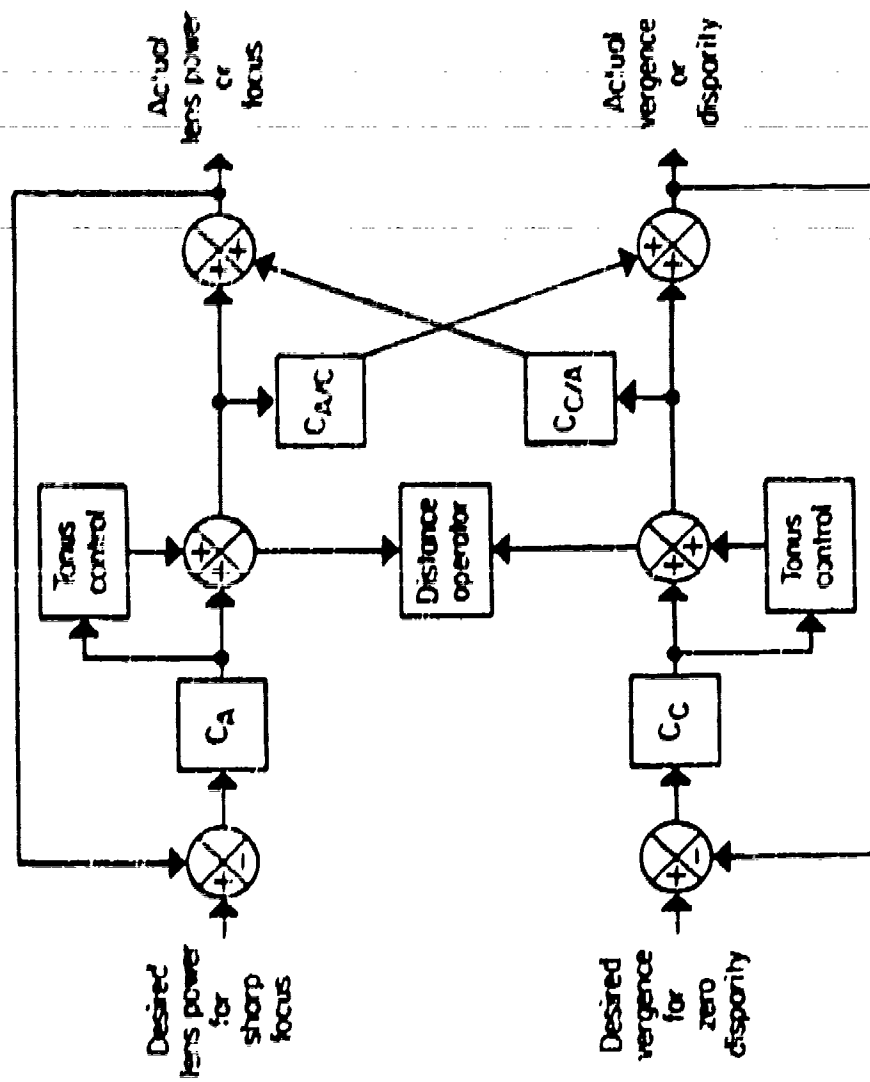 Actual
lens power
or
focus
Actual
vergence
or
disparity
+
+
+
+
C A/C
C C/A
Tonus
control
+
+
Distance
operator
+
+
Tonus
control
C A
C C
+
-
+
-
Desired
lens power
for
sharp
focus
Desired
vergence
for
zero
disparity